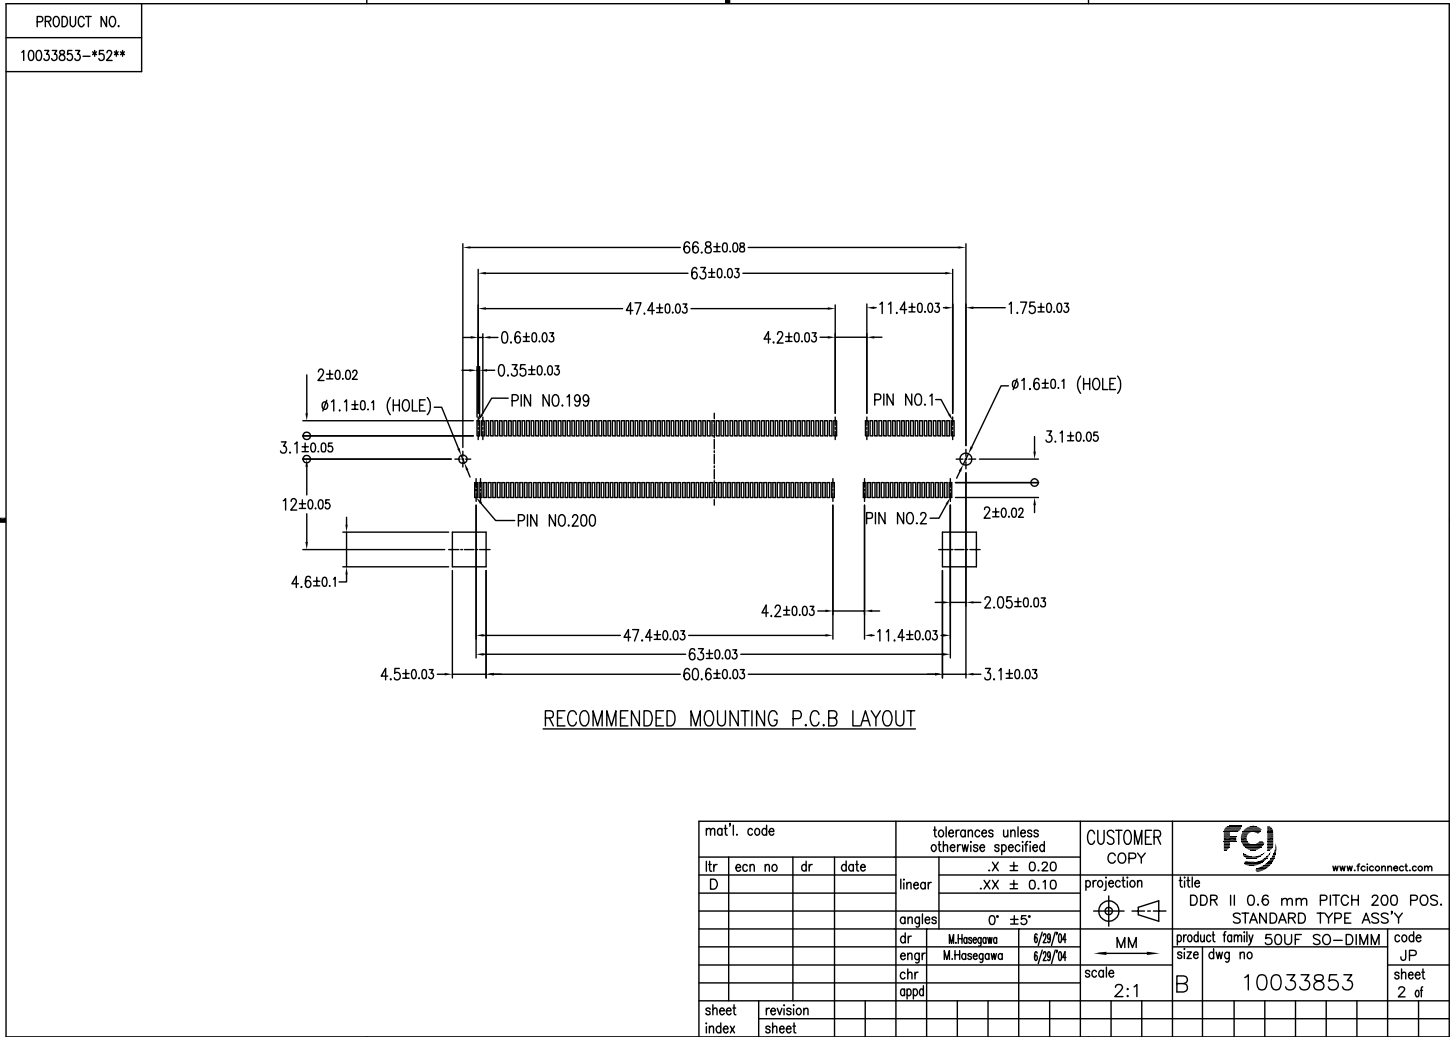 PRODUCT NO.
10033853-*52**
66.8±0.08
63±0.03
47.4±0.03
11.4±0.03
1.75±0.03
0.6±0.03
4.2±0.03
0.35±0.03
2±0.02
ø1.6±0.1 (HOLE)
PIN NO.199
PIN NO.1
ø1.1±0.1 (HOLE)
3.1±0.05
3.1±0.05
12±0.05
PIN NO.200
PIN NO.2
2±0.02
4.6±0.1
4.2±0.03
2.05±0.03
47.4±0.03
11.4±0.03
63±0.03
4.5±0.03
60.6±0.03
3.1±0.03
RECOMMENDED MOUNTING P.C.B LAYOUT
mat'l. code
tolerances unless
otherwise specified
CUSTOMER
COPY
FCI
www.fciconnect.com
ltr ecn no dr date
D
linear
.X ± 0.20
.XX ± 0.10
angles 0° ±5°
projection
title
DDR II 0.6 mm PITCH 200 POS.
STANDARD TYPE ASS'Y
dr M.Hasegawa 6/29/'04
engr M.Hasegawa 6/29/'04
chr
appd
MM
product family 50UF SO-DIMM
code
JP
scale
2:1
size
B
dwg no
10033853
sheet
2 of
sheet
index
revision
sheet